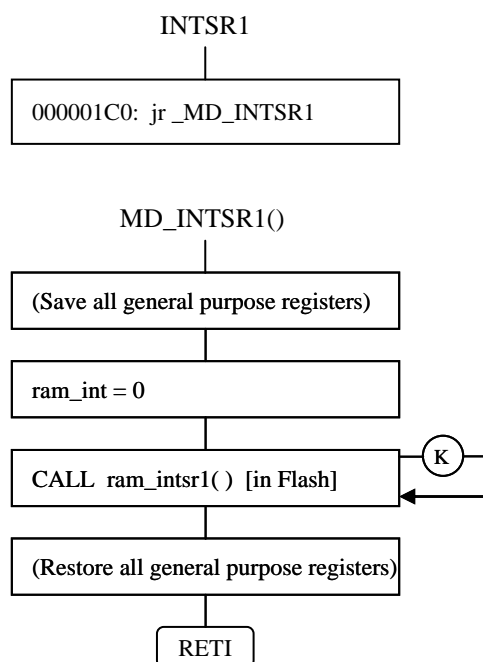 INTSR1
000001C0: jr _MD_INTSR1
MD_INTSR1()
(Save all general purpose registers)
ram_int = 0
CALL ram_intsr1( ) [in Flash]
K
(Restore all general purpose registers)
RETI